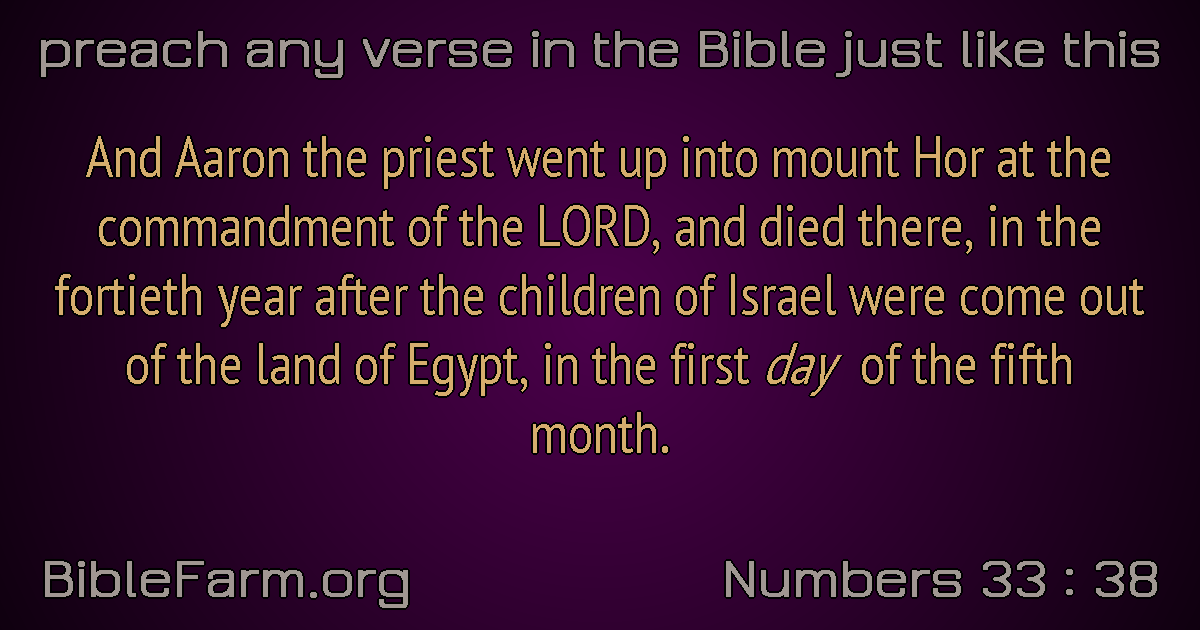 preach any verse in the Bible just like this
And Aaron the priest went up into mount Hor at the
commandment of the LORD, and died there, in the
fortieth year after the children of Israel were come out
of the land of Egypt, in the first day of the fifth
month.
BibleFarm.org
Numbers 33 : 38